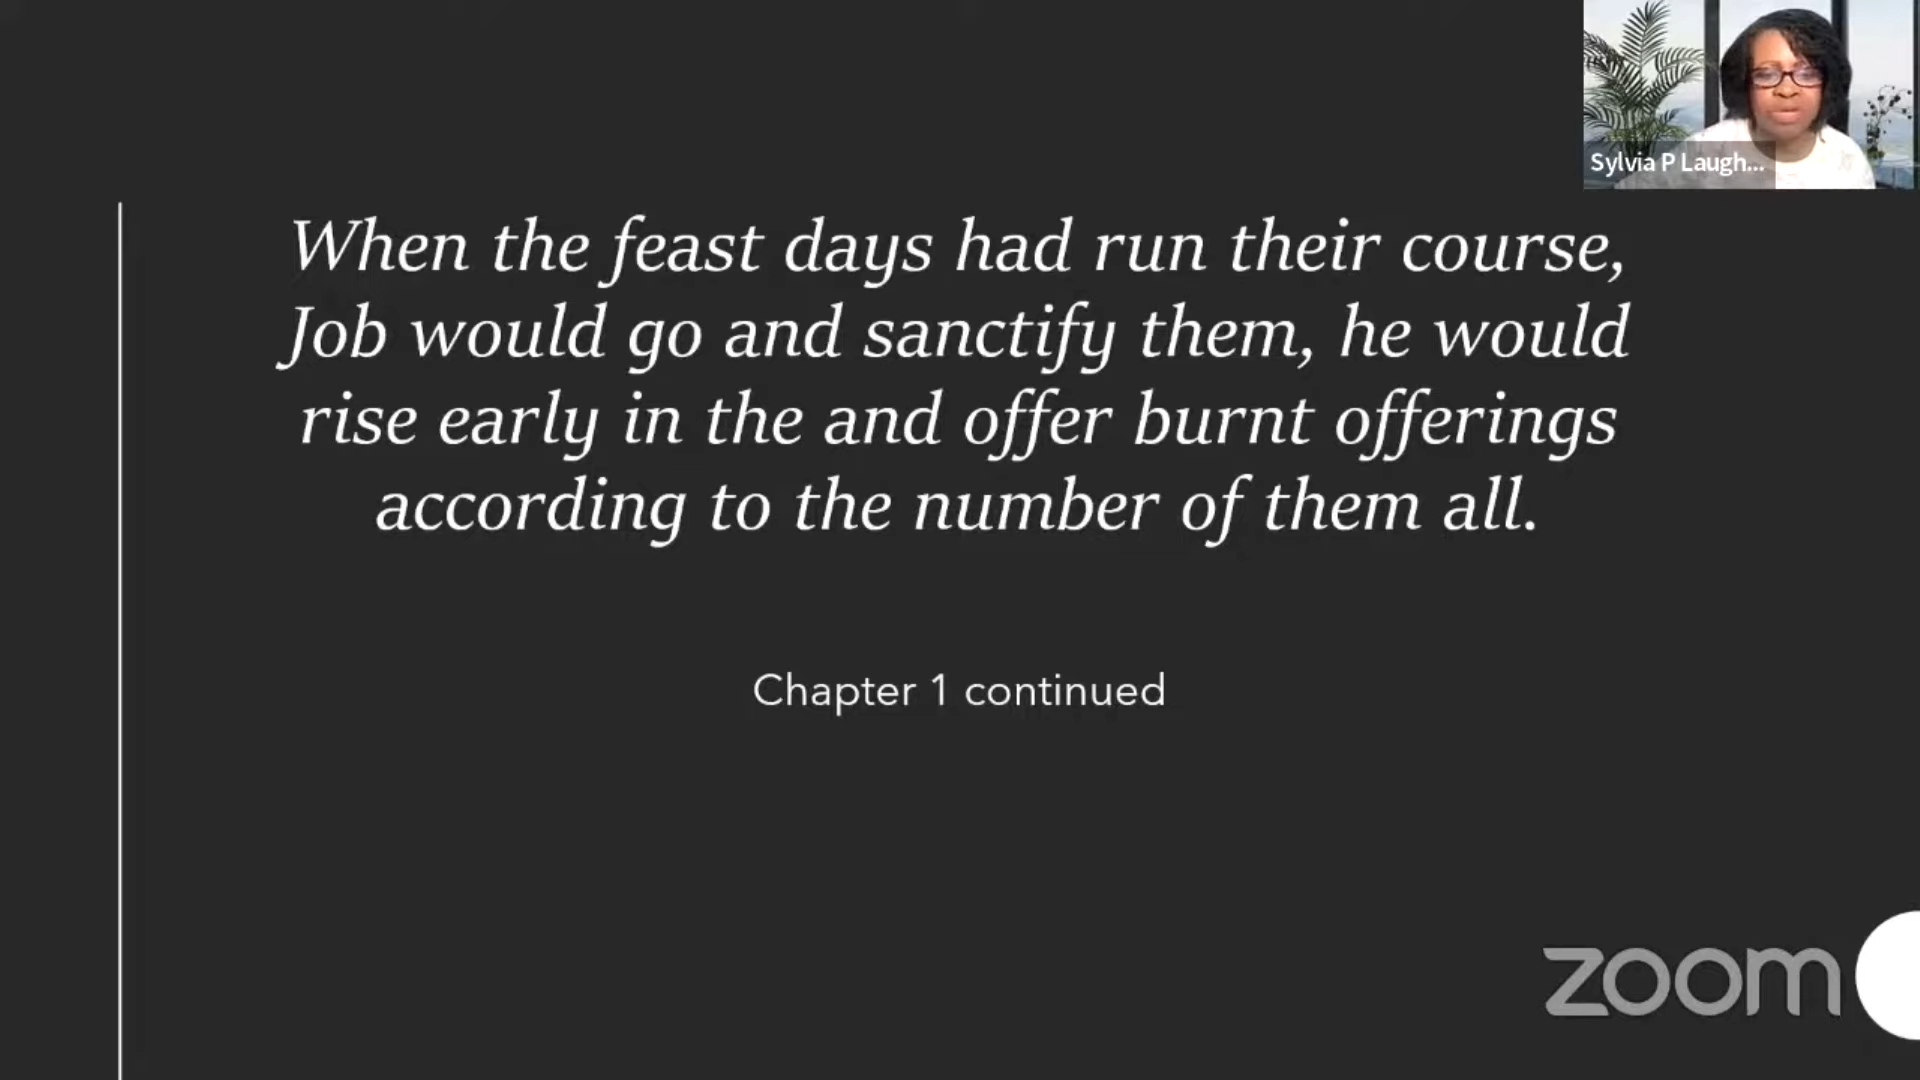 Sylvia P Laugh...
When the feast days had run their course,
Job would go and sanctify them, he would
rise early in the and offer burnt offerings
according to the number of them all.
Chapter 1 continued
zoom